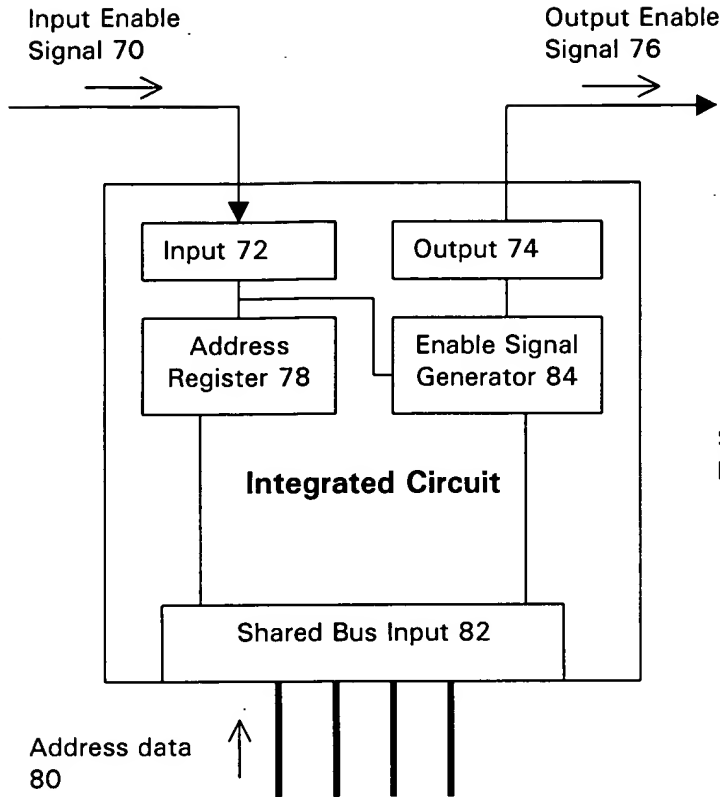 Input Enable
Signal 70
Output Enable
Signal 76
Input 72
Output 74
Address
Register 78
Enable Signal
Generator 84
Integrated Circuit
Shared Bus Input 82
Address data
80